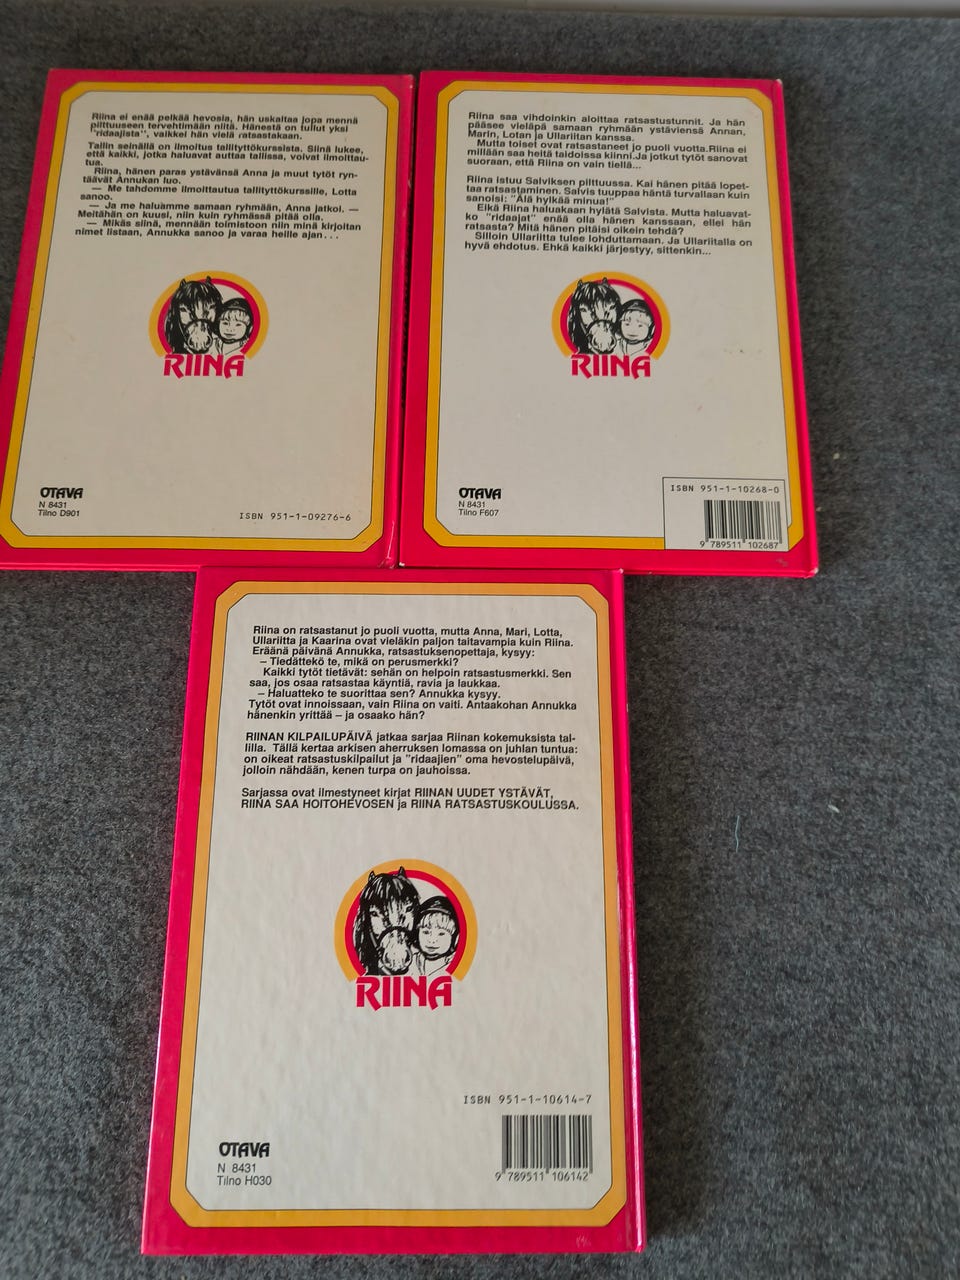 Riina ei enää pelkää hevosia, hän uskaltaa jopa mennä
pilttuuseen tervehtimään niitä. Hänestä on tullut yksi
"ridaajista", vaikkei hän vielä ratsastakaan.
Tallin seinällä on ilmoitus tallityttökurssista. Siinä lukee,
että kaikki, jotka haluavat auttaa tallissa, voivat ilmoittau-
tua.
Riina, hänen paras ystävänsä Anna ja muut tytöt ryn-
täävät Annukan luo.
— Me tahdomme ilmoittautua tallityttökurssille, Lotta
sanoo.
— Ja me haluamme samaan ryhmään, Anna jatkoi. —
Meitähän on kuusi, niin kuin ryhmässä pitää olla.
— Mikäs siinä, mennään toimistoon niin minä kirjoitan
nimet listaan, Annukka sanoo ja varaa heille ajan...
RIINA
OTAVA
N 8431
Tilno D901
ISBN 951-1-09276-6
Riina saa vihdoinkin aloittaa ratsastustunnit. Ja hän
pääsee vieläpä samaan ryhmään ystäviensä Annan,
Marin, Lotan ja Ullariitan kanssa.
Mutta toiset ovat ratsastaneet jo puoli vuotta.Riina ei
millään saa heitä taidoissa kiinni.Ja jotkut tytöt sanovat
suoraan, että Riina on vain tiellä...
Riina istuu Salviksen pilttuussa. Kai hänen pitää lopet-
taa ratsastaminen. Salvis tuuppaa häntä turvallaan kuin
sanoisi: "Älä hylkää minua!"
Eikä Riina haluakaan hylätä Salvista. Mutta haluavat-
ko "ridaajat" enää olla hänen kanssaan, ellei hän
ratsasta? Mitä hänen pitäisi oikein tehdä?
Silloin Ullariitta tulee lohduttamaan. Ja Ullariitalla on
hyvä ehdotus. Ehkä kaikki järjestyy, sittenkin...
RIINA
OTAVA
N 8431
Tilno F607
ISBN 951-1-10268-0
9 789511 102687
Riina on ratsastanut jo puoli vuotta, mutta Anna, Mari, Lotta,
Ullariitta ja Kaarina ovat vieläkin paljon taitavampia kuin Riina.
Eräänä päivänä Annukka, ratsastuksenopettaja, kysyy:
– Tiedättekö te, mikä on perusmerkki?
Kaikki tytöt tietävät: sehän on helpoin ratsastusmerkki. Sen
saa, jos osaa ratsastaa käyntiä, ravia ja laukkaa.
– Haluatteko te suorittaa sen? Annukka kysyy.
Tytöt ovat innoissaan, vain Riina on vaiti. Antaakohan Annukka
hänenkin yrittää – ja osaako hän?
RIINAN KILPAILUPÄIVÄ jatkaa sarjaa Riinan kokemuksista tal-
lilla. Tällä kertaa arkisen aherruksen lomassa on juhlan tuntua:
on oikeat ratsastuskilpailut ja "ridaajien" oma hevostelupäivä,
jolloin nähdään, kenen turpa on jauhoissa.
Sarjassa ovat ilmestyneet kirjat RIINAN UUDET YSTÄVÄT,
RIINA SAA HOITOHEVOSEN ja RIINA RATSASTUSKOULUSSA.
RIINA
ISBN 951-1-10614-7
9 789511 106142
OTAVA
N 8431
Tilno H030